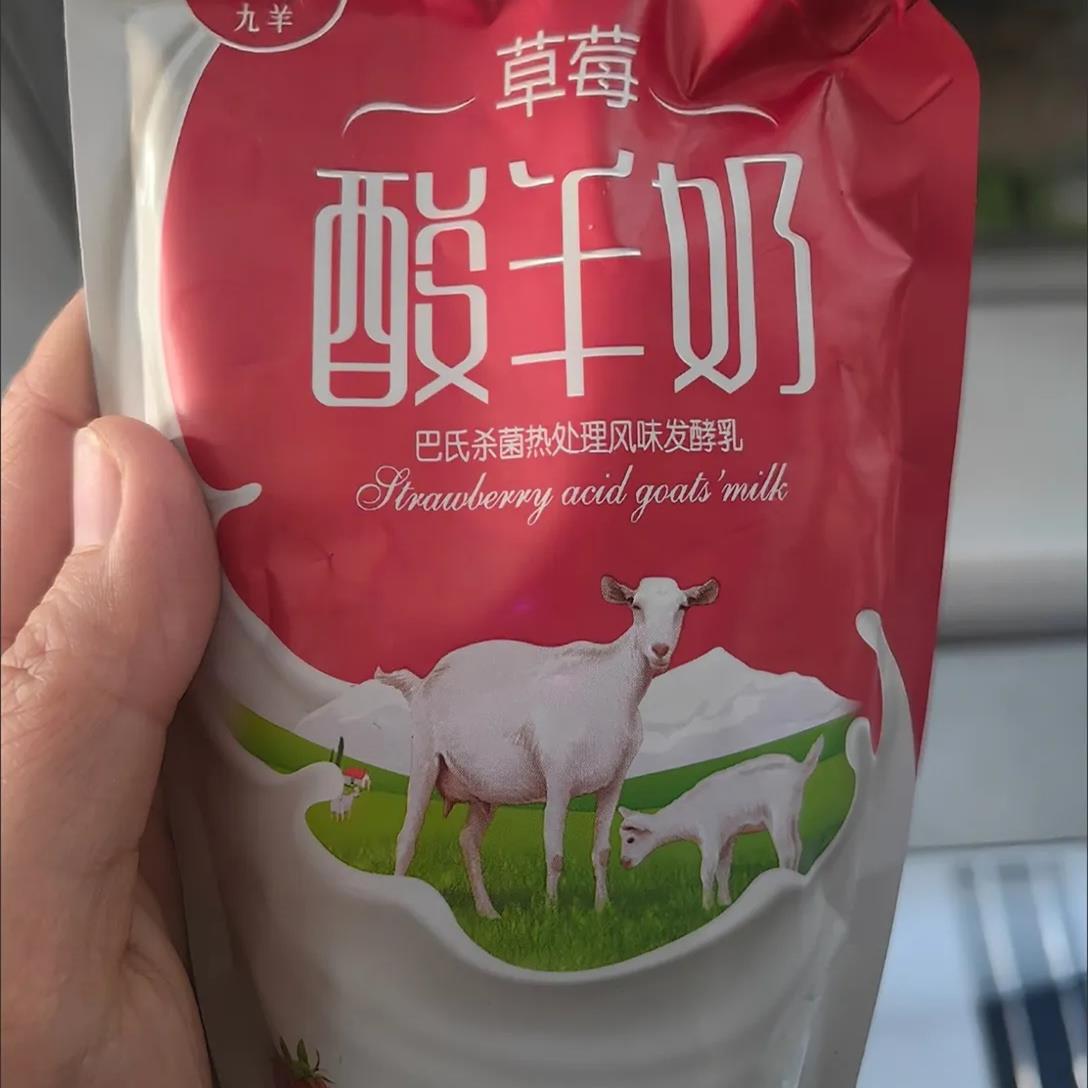 九羊
草莓
酸羊奶
巴氏杀菌热处理风味发酵乳
Strawberry acid goats'milk